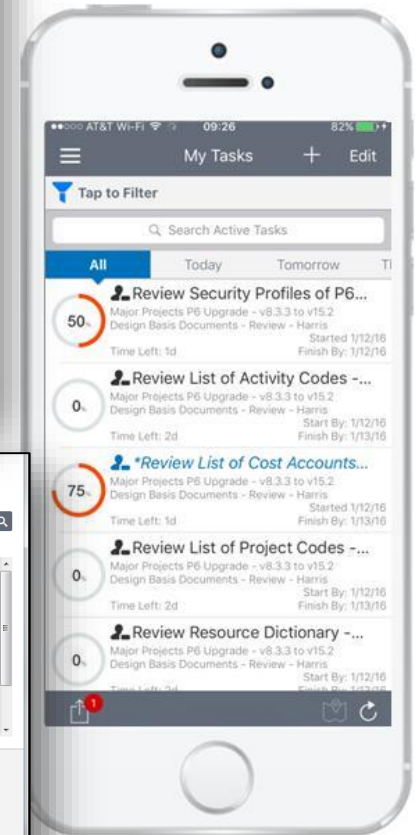 AT&T Wi-Fi 09:26 82%
My Tasks + Edit
Tap to Filter
Search Active Tasks
All Today Tomorrow
Review Security Profiles of P6...
50%
Major Projects P6 Upgrade - v8.3.3 to v15.2
Design Basis Documents - Review - Harris
Started 1/12/16
Time Left: 1d Finish By: 1/12/16
Review List of Activity Codes -...
0%
Major Projects P6 Upgrade - v8.3.3 to v15.2
Design Basis Documents - Review - Harris
Start By: 1/12/16
Time Left: 2d Finish By: 1/13/16
*Review List of Cost Accounts...
75%
Major Projects P6 Upgrade - v8.3.3 to v15.2
Design Basis Documents - Review - Harris
Started 1/12/16
Time Left: 1d Finish By: 1/13/16
Review List of Project Codes -...
0%
Major Projects P6 Upgrade - v8.3.3 to v15.2
Design Basis Documents - Review - Harris
Start By: 1/12/16
Time Left: 2d Finish By: 1/13/16
Review Resource Dictionary -...
0%
Major Projects P6 Upgrade - v8.3.3 to v15.2
Design Basis Documents - Review - Harris
Start By: 1/12/16
Time Left: 2d Finish By: 1/13/16
1